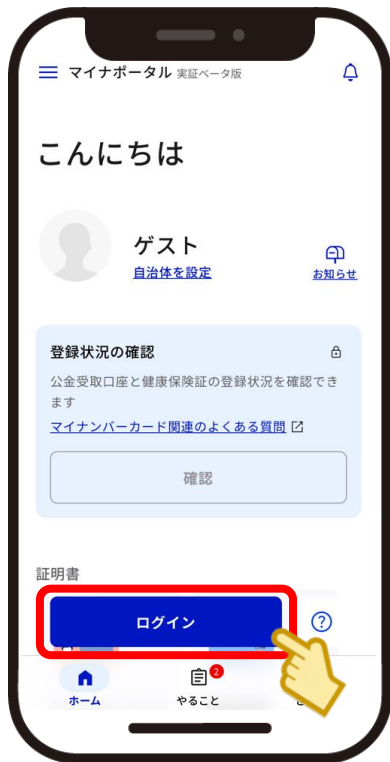 マイナポータル 実証ベータ版
こんにちは
ゲスト
自治体を設定
お知らせ
登録状況の確認
公金受取口座と健康保険証の登録状況を確認でき
ます
マイナンバーカード関連のよくある質問
確認
証明書
ログイン
?
2
ホーム
やること